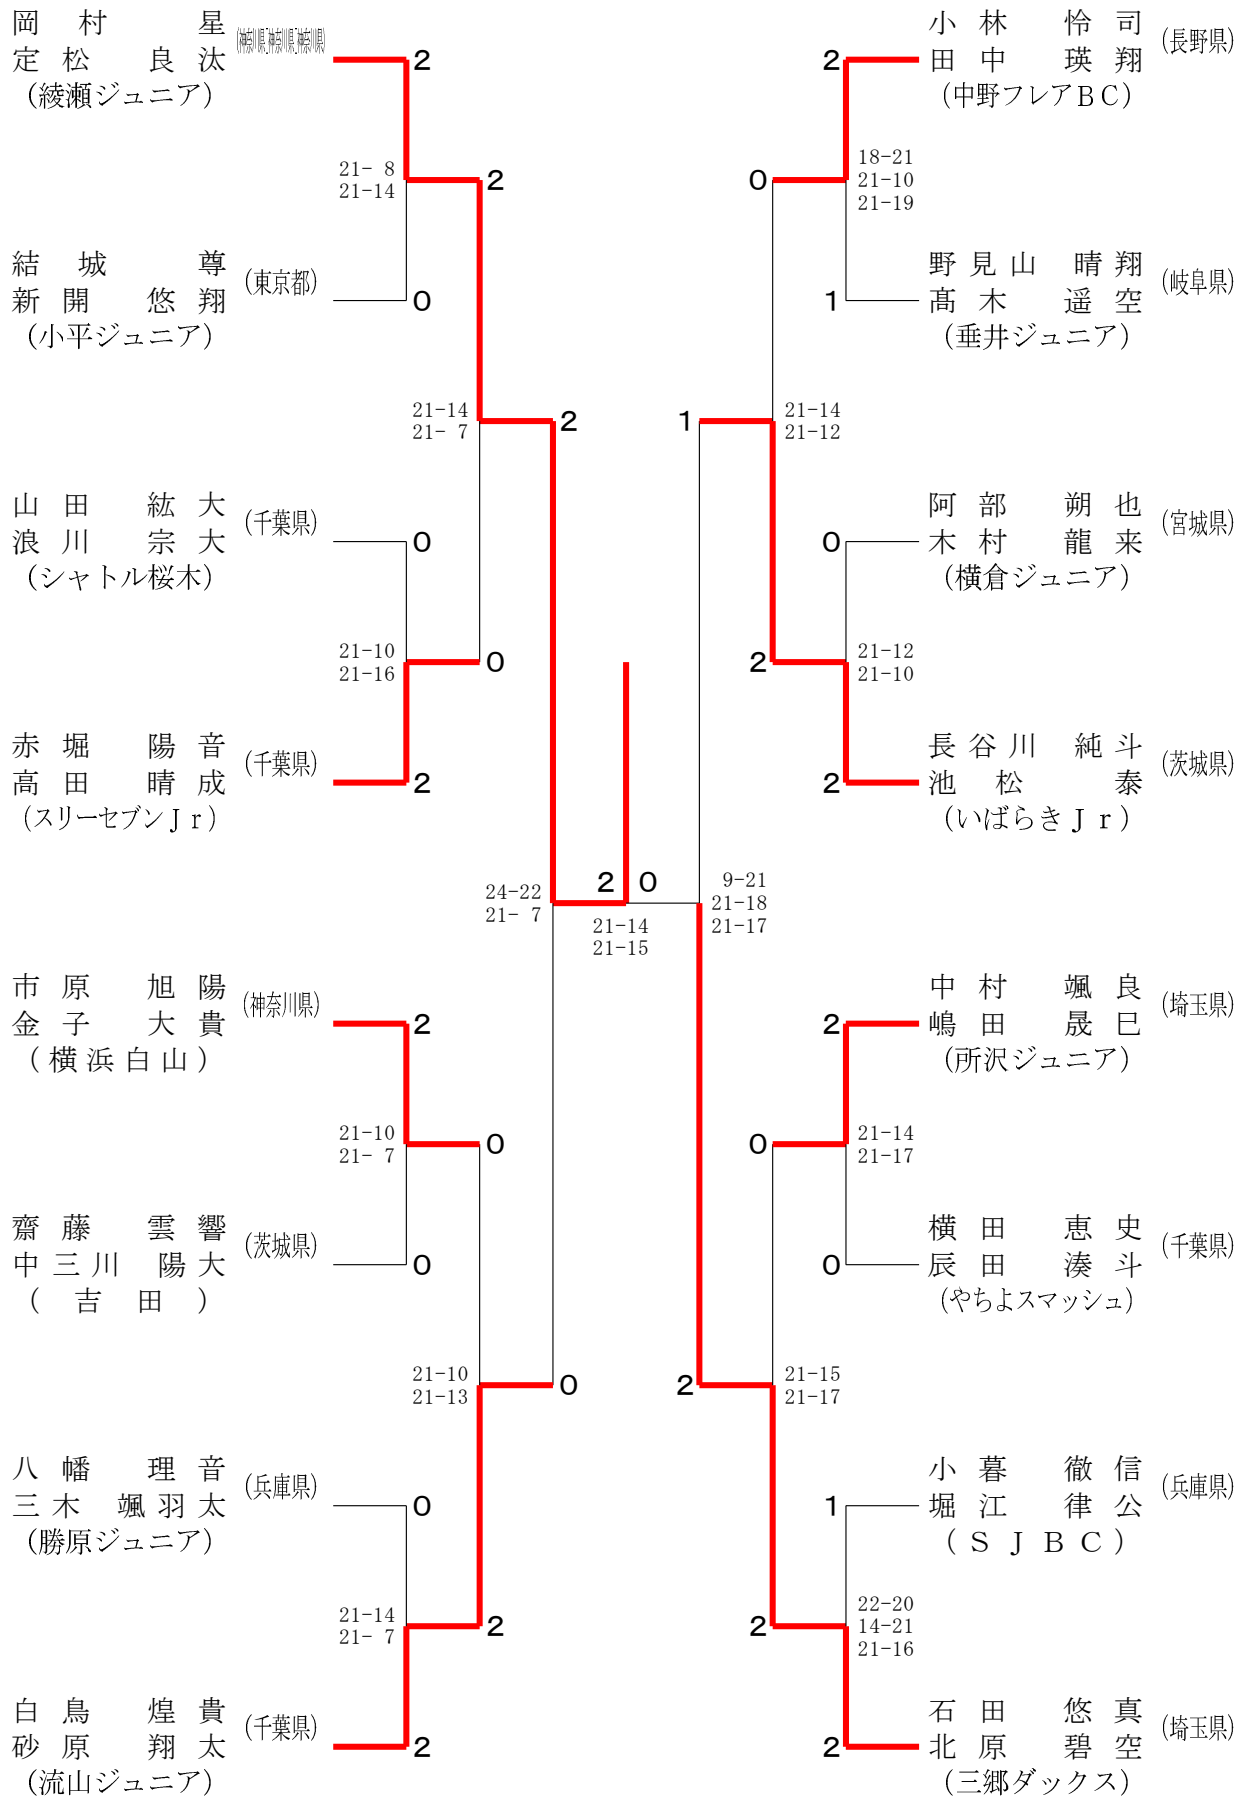 岡村 星
定松 良汰
(綾瀬ジュニア)
(神奈川県・神奈川県・神奈川県)
2
21- 8
21-14
2
結城 尊
新開 悠翔
(小平ジュニア)
(東京都)
0
21-14
21- 7
2
山田 紘大
浪川 宗大
(シャトル桜木)
(千葉県)
0
21-10
21-16
0
赤堀 陽音
高田 晴成
(スリーセブンJr)
(千葉県)
2
24-22
21- 7
2
21-14
21-15
0
市原 旭陽
金子 大貴
(横浜白山)
(神奈川県)
2
21-10
21- 7
0
齋藤 雲響
中三川 陽大
(吉田)
(茨城県)
0
21-10
21-13
0
八幡 理音
三木 颯羽太
(勝原ジュニア)
(兵庫県)
0
21-14
21- 7
2
白鳥 煌貴
砂原 翔太
(流山ジュニア)
(千葉県)
2
小林 怜司
田中 瑛翔
(中野フレアBC)
(長野県)
2
0
18-21
21-10
21-19
野見山 晴翔
髙木 遥空
(垂井ジュニア)
(岐阜県)
1
1
21-14
21-12
阿部 朔也
木村 龍来
(横倉ジュニア)
(宮城県)
0
2
21-12
21-10
長谷川 純斗
池松 泰
(いばらきJr)
(茨城県)
2
9-21
21-18
21-17
中村 颯良
嶋田 晟巳
(所沢ジュニア)
(埼玉県)
2
0
21-14
21-17
横田 恵史
辰田 湊斗
(やちよスマッシュ)
(千葉県)
0
2
21-15
21-17
小暮 徹信
堀江 律公
(SJBC)
(兵庫県)
1
2
22-20
14-21
21-16
石田 悠真
北原 碧空
(三郷ダックス)
(埼玉県)
2